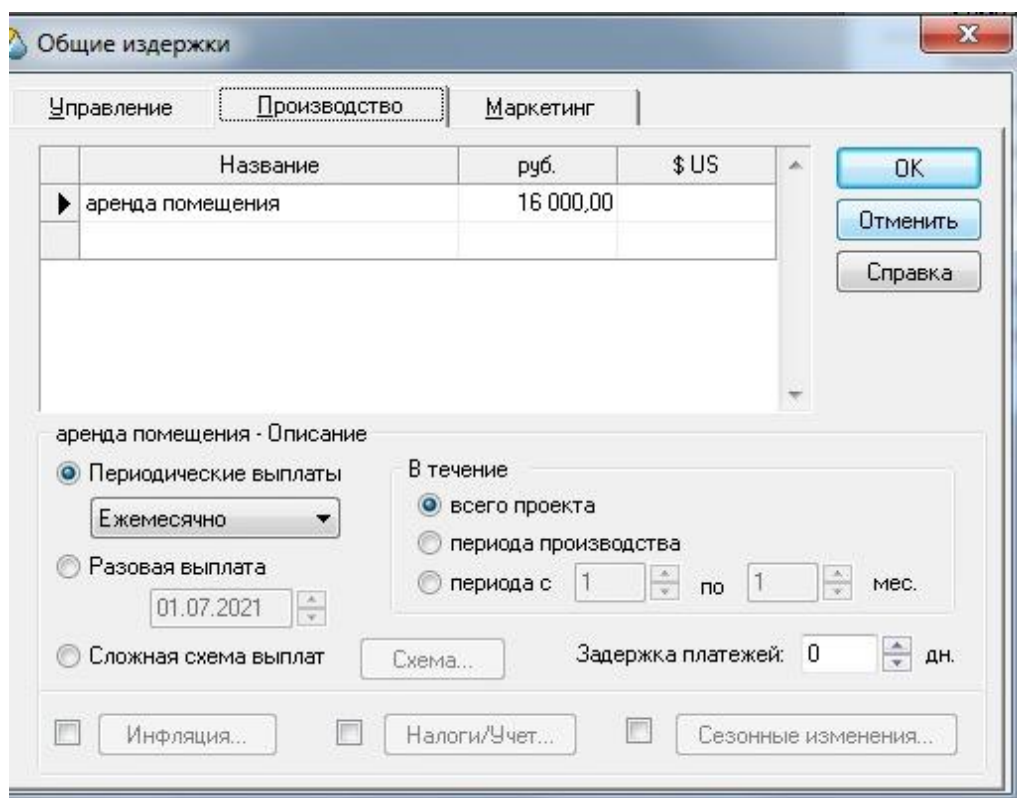 Общие издержки
Управление Производство Маркетинг
Название руб. $ US
аренда помещения 16 000,00
OK
Отменить
Справка
аренда помещения - Описание
Периодические выплаты
Ежемесячно
Разовая выплата
01.07.2021
Сложная схема выплат Схема...
В течение
всего проекта
периода производства
периода с 1 по 1 мес.
Задержка платежей: 0 дн.
Инфляция... Налоги/Учет... Сезонные изменения...